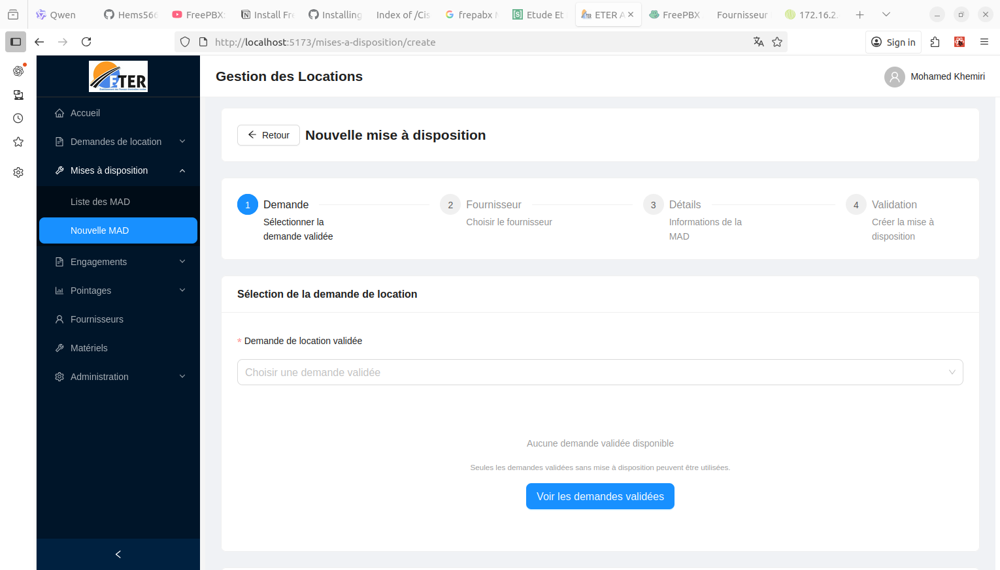 Qwen
Hems566
FreePBX:
Install Fre
Installing
Index of /Cis
frepabx M
Etude Et
ETER A
FreePBX
Fournisseur
172.16.2.
http://localhost:5173/mises-a-disposition/create
Sign in
ETER
Gestion des Locations
Mohamed Khemiri
Accueil
Demandes de location
Mises à disposition
Liste des MAD
Nouvelle MAD
Engagements
Pointages
Fournisseurs
Matériels
Administration
Retour
Nouvelle mise à disposition
1 Demande
Sélectionner la
demande validée
2 Fournisseur
Choisir le fournisseur
3 Détails
Informations de la
MAD
4 Validation
Créer la mise à
disposition
Sélection de la demande de location
* Demande de location validée
Choisir une demande validée
Aucune demande validée disponible
Seules les demandes validées sans mise à disposition peuvent être utilisées.
Voir les demandes validées